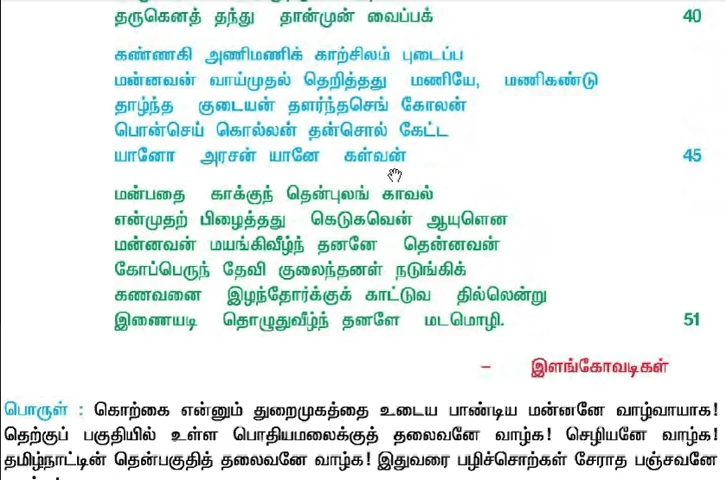 தருகெனத் தந்து தான்முன் வைப்பக் 40
கண்ணகி அணிமணிக் காற்சிலம் புடைப்ப
மன்னவன் வாய்முதல் தெறித்தது மணியே, மணிகண்டு
தாழ்ந்த குடையன் தளர்ந்தசெங் கோலன்
பொன்செய் கொல்லன் தன்சொல் கேட்ட
யானோ அரசன் யானே கள்வன் 45
மன்பதை காக்குந் தென்புலங் காவல்
என்முதற் பிழைத்தது கெடுகவென் ஆயுளென
மன்னவன் மயங்கிவீழ்ந் தனனே தென்னவன்
கோப்பெருந் தேவி குலைந்தனள் நடுங்கிக்
கணவனை இழந்தோர்க்குக் காட்டுவ தில்லென்று
இணையடி தொழுதுவீழ்ந் தனளே மடமொழி. 51
– இளங்கோவடிகள்
பொருள் : கொற்கை என்னும் துறைமுகத்தை உடைய பாண்டிய மன்னனே வாழ்வாயாக!
தெற்குப் பகுதியில் உள்ள பொதியமலைக்குத் தலைவனே வாழ்க! செழியனே வாழ்க!
தமிழ்நாட்டின் தென்பகுதித் தலைவனே வாழ்க! இதுவரை பழிச்சொற்கள் சேராத பஞ்சவனே